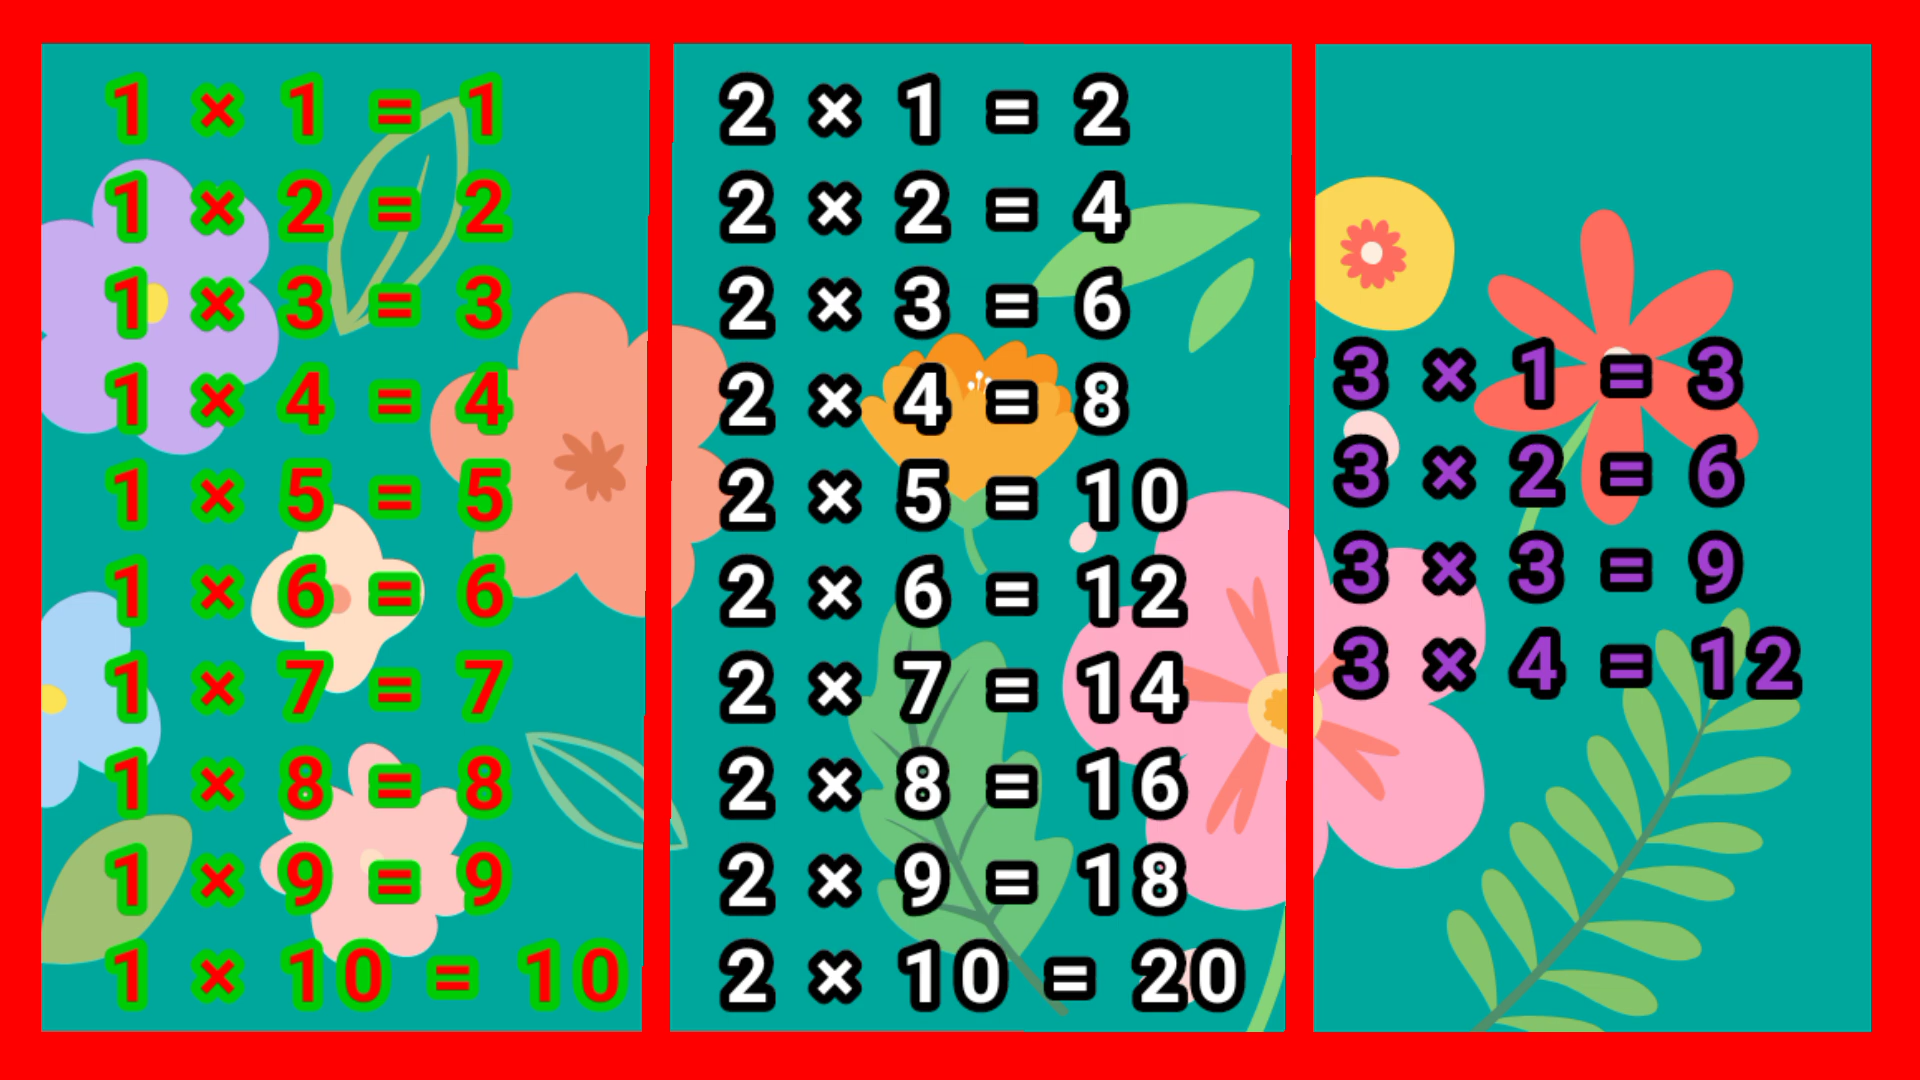 1 × 1 = 1
1 × 2 = 2
1 × 3 = 3
1 × 4 = 4
1 × 5 = 5
1 × 6 = 6
1 × 7 = 7
1 × 8 = 8
1 × 9 = 9
1 × 10 = 10
2 × 1 = 2
2 × 2 = 4
2 × 3 = 6
2 × 4 = 8
2 × 5 = 10
2 × 6 = 12
2 × 7 = 14
2 × 8 = 16
2 × 9 = 18
2 × 10 = 20
3 × 1 = 3
3 × 2 = 6
3 × 3 = 9
3 × 4 = 12